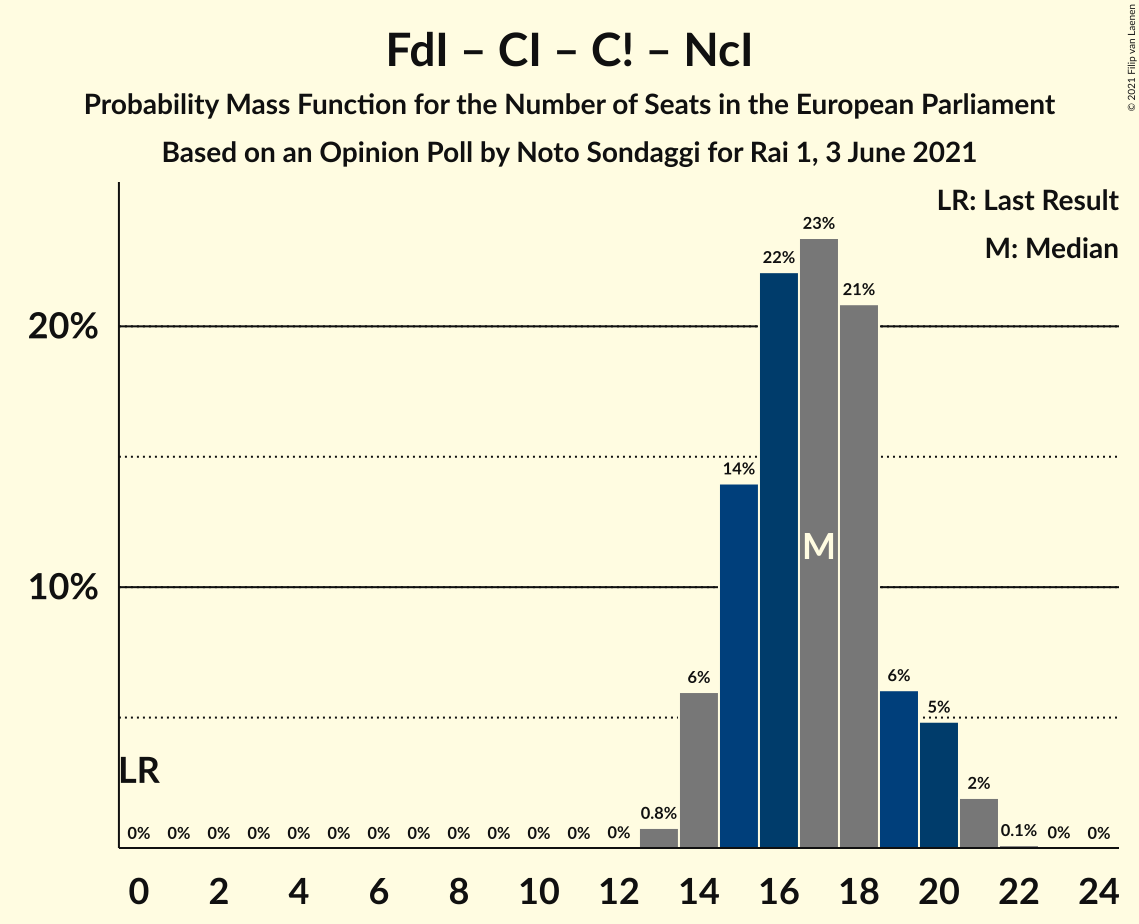 FdI – CI – C! – NcI
Probability Mass Function for the Number of Seats in the European Parliament
Based on an Opinion Poll by Noto Sondaggi for Rai 1, 3 June 2021
© 2021 Filip van Laenen
LR: Last Result
M: Median
23%
22%
21%
20%
14%
M
10%
6%
6%
5%
LR
2%
0% 0% 0% 0% 0% 0% 0% 0% 0% 0% 0% 0% 0% 0.8% 0.1% 0% 0%
0 2 4 6 8 10 12 14 16 18 20 22 24